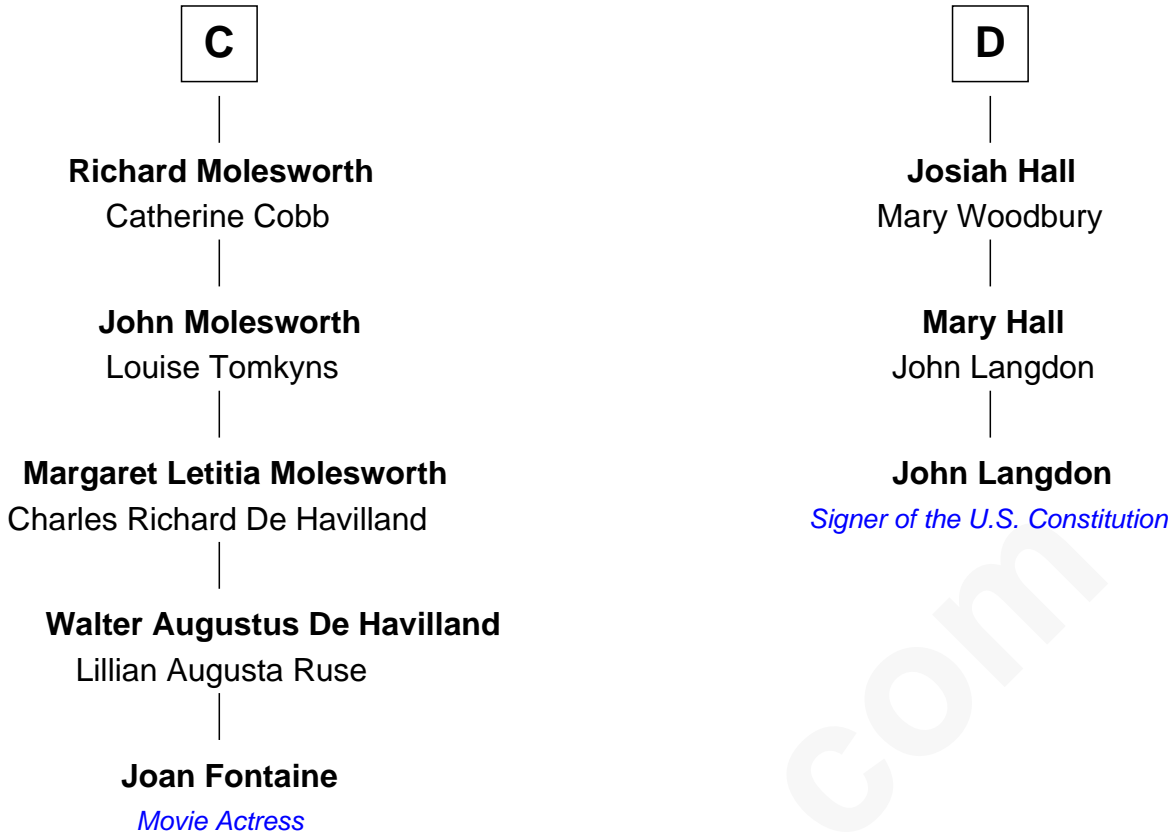 C
Richard Molesworth
Catherine Cobb
John Molesworth
Louise Tomkyns
Margaret Letitia Molesworth
Charles Richard De Havilland
Walter Augustus De Havilland
Lillian Augusta Ruse
Joan Fontaine
Movie Actress
D
Josiah Hall
Mary Woodbury
Mary Hall
John Langdon
John Langdon
Signer of the U.S. Constitution
com